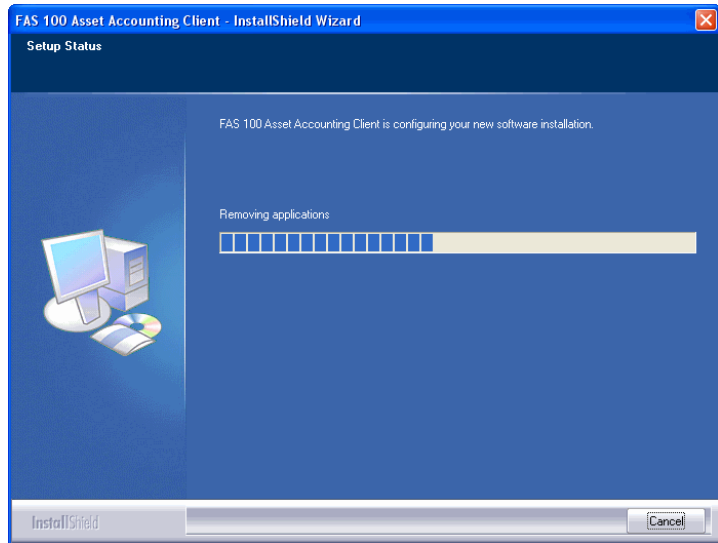 FAS 100 Asset Accounting Client - InstallShield Wizard
Setup Status
FAS 100 Asset Accounting Client is configuring your new software installation.
Removing applications
InstallShield
Cancel